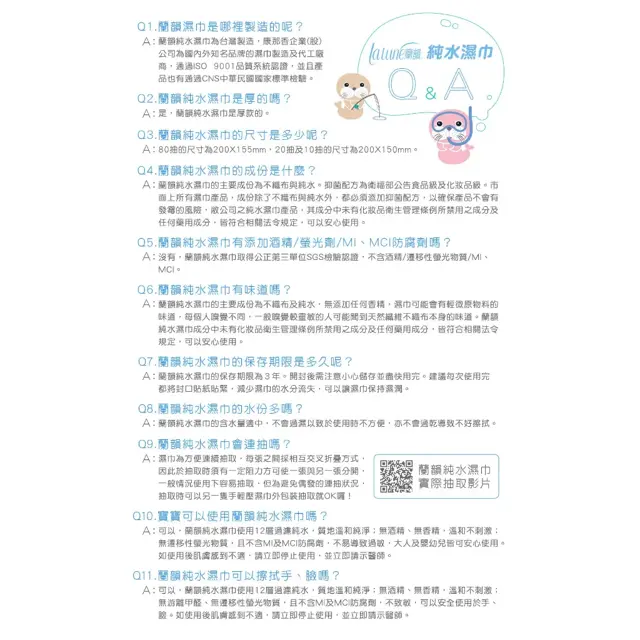 Q1.蘭韻濕巾是哪裡製造的呢？
A：蘭韻純水濕巾為台灣製造，康那香企業(股)
公司為國內外知名品牌的濕巾製造及代工廠
商，通過ISO 9001品質系統認證，並且產
品也有通過CNS中華民國國家標準檢驗。
laiune蘭韻 純水濕巾
Q & A
Q2.蘭韻純水濕巾是厚的嗎？
A：是，蘭韻純水濕巾是厚款的。
Q3.蘭韻純水濕巾的尺寸是多少呢？
A：80抽的尺寸為200X155mm，20抽及10抽的尺寸為200X150mm。
Q4.蘭韻純水濕巾的成份是什麼？
A：蘭韻純水濕巾的主要成份為不織布與純水。抑菌配方為衛福部公告食品級及化妝品級。市
面上所有濕巾產品，成份除了不織布與純水外，都必須添加抑菌配方，以確保產品不會有
發霉的風險，敝公司之純水濕巾產品，其成分中未有化妝品衛生管理條例所禁用之成分及
任何藥用成分，皆符合相關法令規定，可以安心使用。
Q5.蘭韻純水濕巾有添加酒精/螢光劑/MI、MCI防腐劑嗎？
A：沒有，蘭韻純水濕巾取得公正第三單位SGS檢驗認證，不含酒精/遷移性螢光物質/MI、
MCI。
Q6.蘭韻純水濕巾有味道嗎？
A：蘭韻純水濕巾的主要成份為不織布及純水，無添加任何香精，濕巾可能會有輕微原物料的
味道，每個人嗅覺不同，一般嗅覺較靈敏的人可能聞到天然纖維不織布本身的味道。蘭韻
純水濕巾成分中未有化妝品衛生管理條例所禁用之成分及任何藥用成分，皆符合相關法令
規定，可以安心使用。
Q7.蘭韻純水濕巾的保存期限是多久呢？
A：蘭韻純水濕巾的保存期限為３年。開封後需注意小心儲存並盡快用完。建議每次使用完
都將封口貼紙貼緊，減少濕巾的水分流失，可以讓濕巾保持濕潤。
Q8.蘭韻純水濕巾的水份多嗎？
A：蘭韻純水濕巾的含水量適中，不會過濕以致於使用時不方便，亦不會過乾導致不好擦拭。
Q9.蘭韻純水濕巾會連抽嗎？
A：濕巾為方便連續抽取，每張之間採相互交叉折疊方式，
因此於抽取時須有一定阻力方可使一張與另一張分開，
一般情況使用下容易抽取，但為避免偶發的連抽狀況，
抽取時可以另一隻手輕壓濕巾外包裝抽取就OK囉！
蘭韻純水濕巾
實際抽取影片
Q10.寶寶可以使用蘭韻純水濕巾嗎？
A：可以，蘭韻純水濕巾使用12層過濾純水，質地溫和純淨；無酒精、無香精，溫和不刺激；
無遷移性螢光物質，且不含MI及MCI防腐劑，不易導致過敏，大人及嬰幼兒皆可安心使用。
如使用後肌膚感到不適，請立即停止使用，並立即請示醫師。
Q11.蘭韻純水濕巾可以擦拭手、臉嗎？
A：可以，蘭韻純水濕巾使用12層過濾純水，質地溫和純淨；無酒精、無香精，溫和不刺激；
無游離甲醛、無遷移性螢光物質，且不含MI及MCI防腐劑，不致敏，可以安全使用於手、
臉。如使用後肌膚感到不適，請立即停止使用，並立即請示醫師。